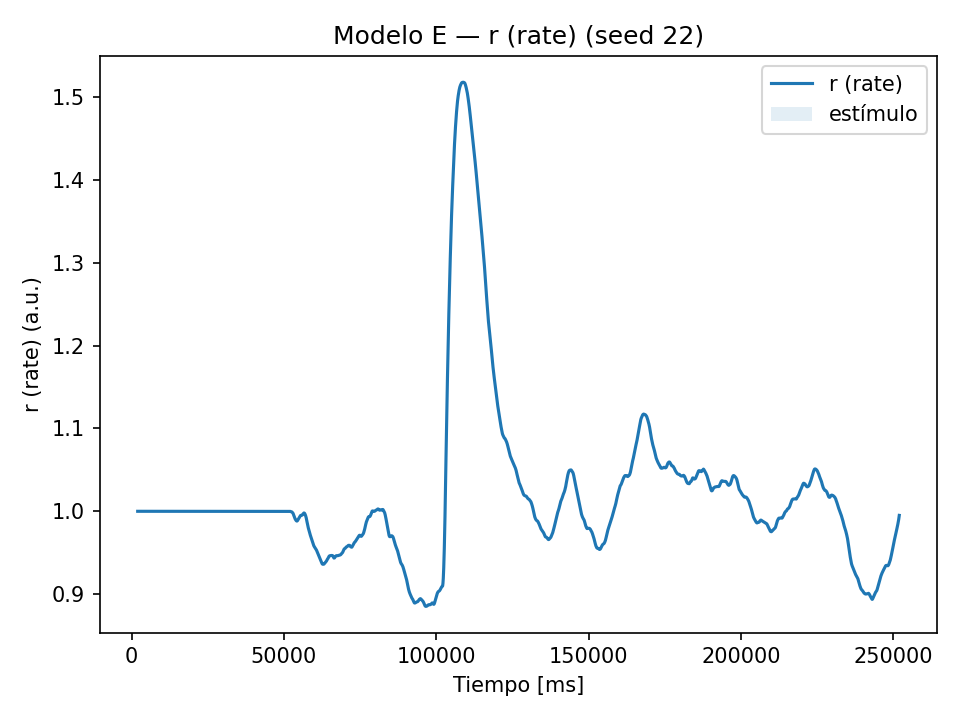 Modelo E — r (rate) (seed 22)
r (rate)
estímulo
r (rate) (a.u.)
1.5
1.4
1.3
1.2
1.1
1.0
0.9
0 50000 100000 150000 200000 250000
Tiempo [ms]